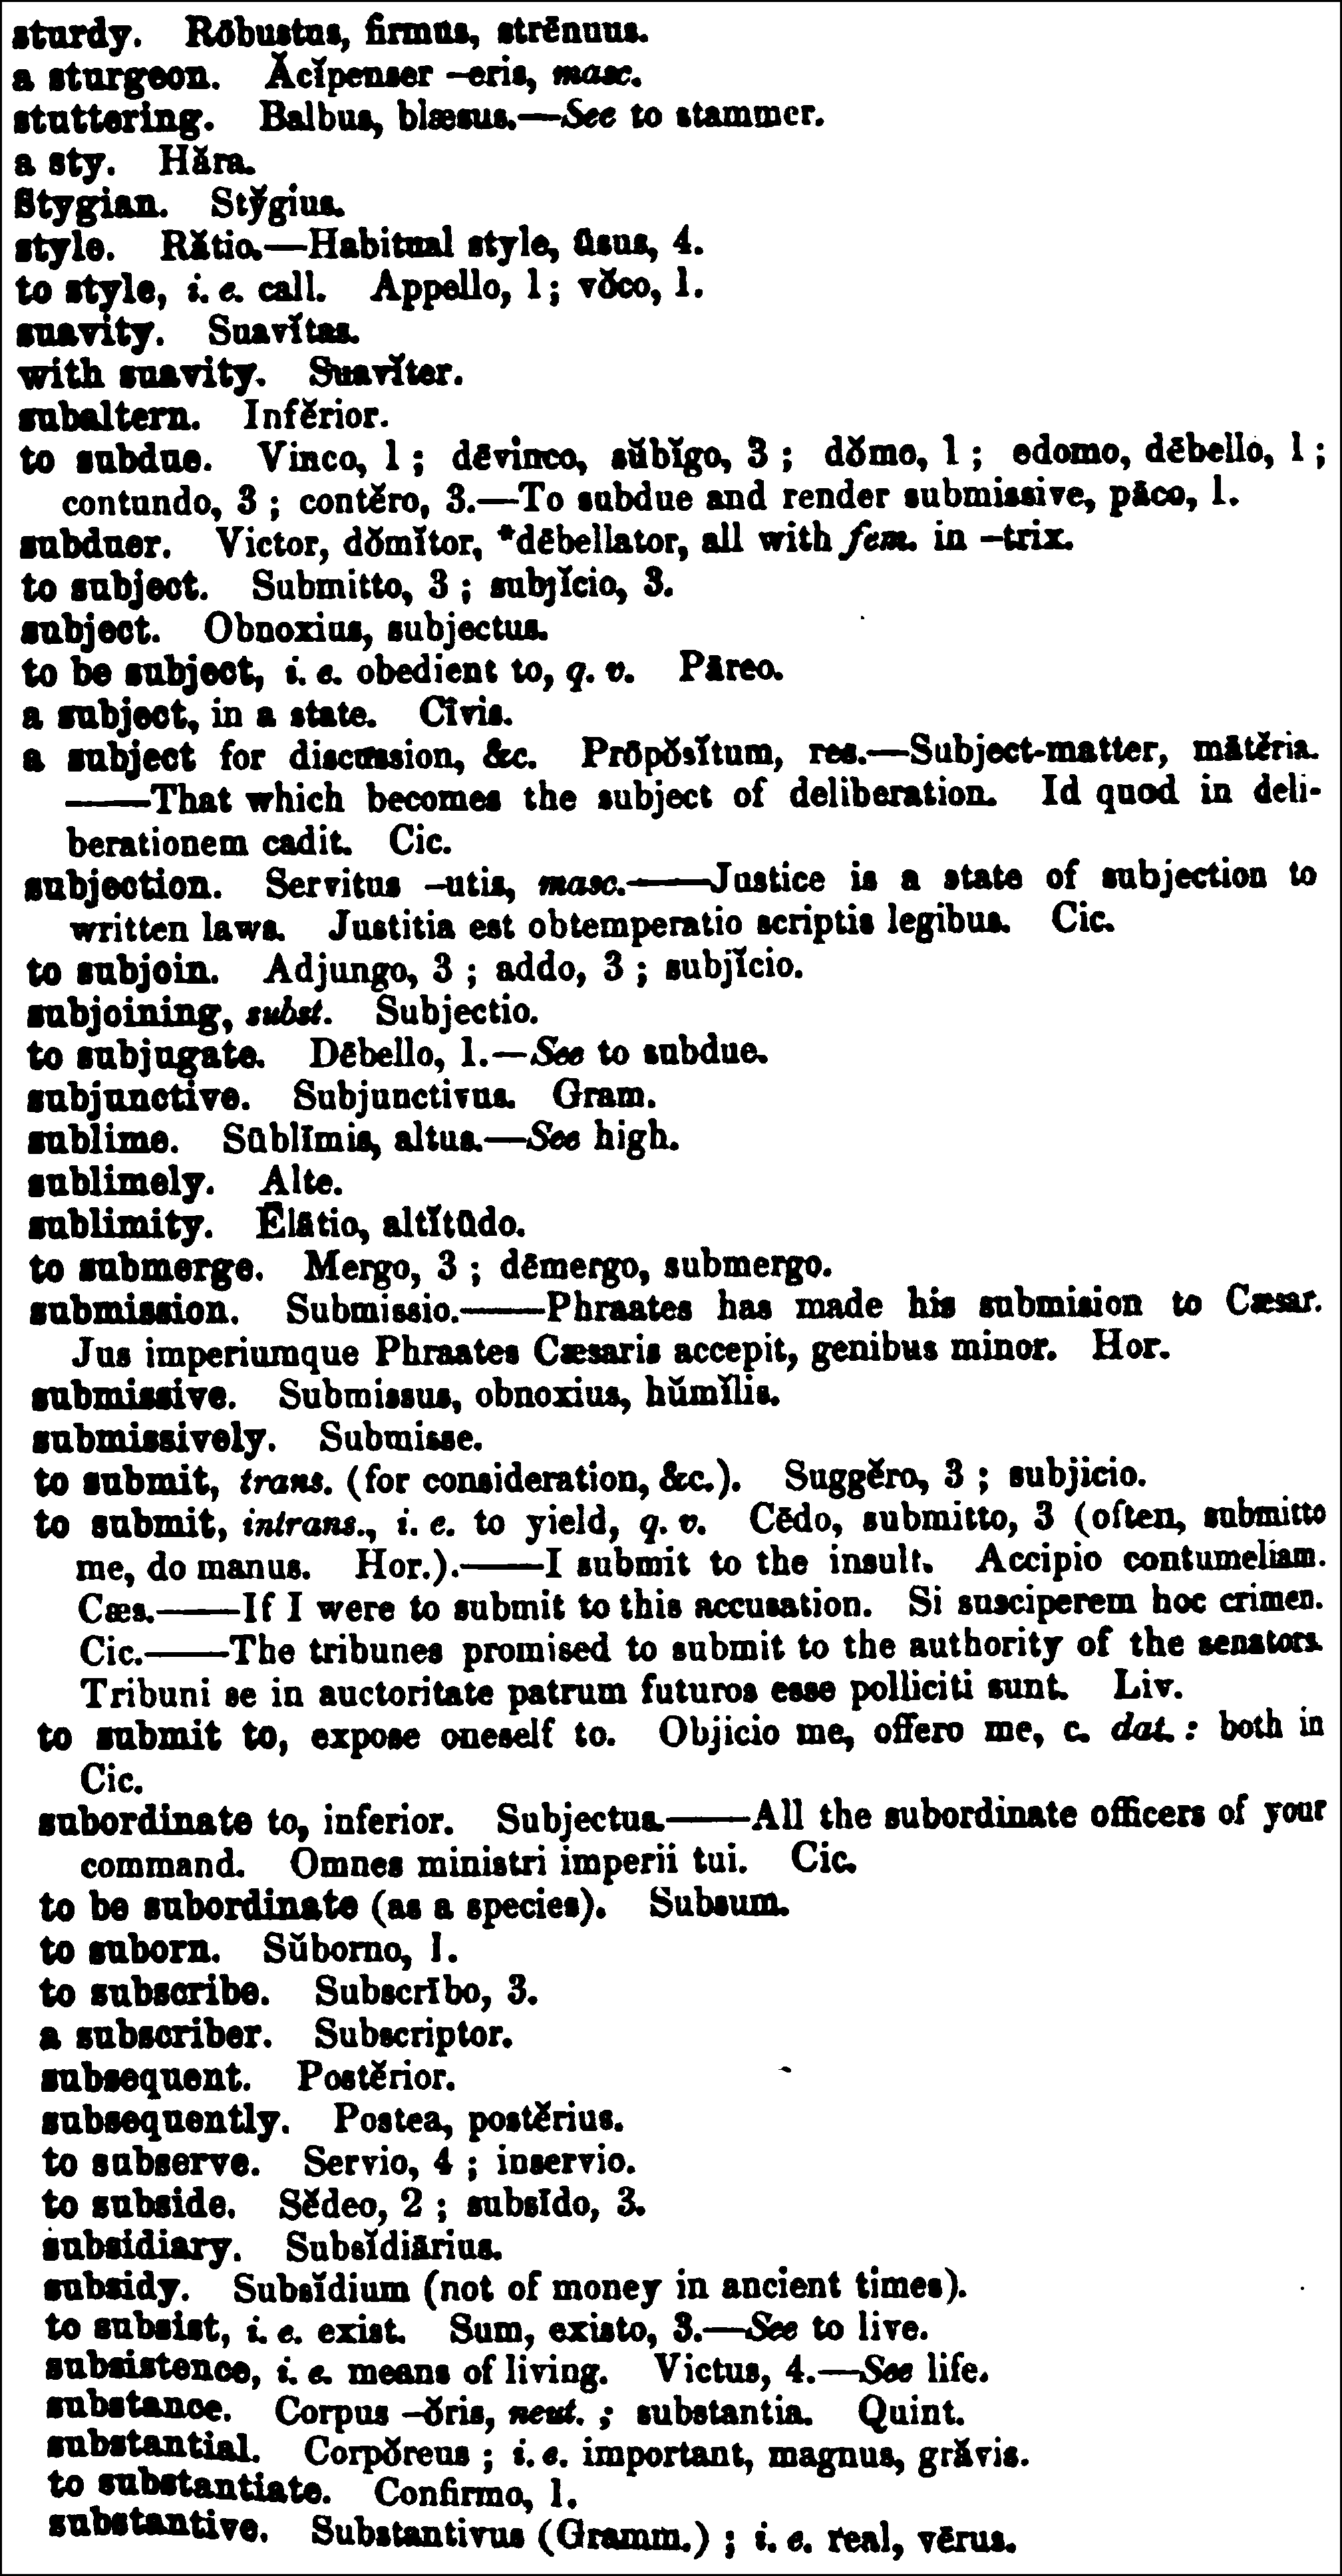 sturdy. Rōbustus, firmus, strēnuus.
a sturgeon. Ăcĭpenser –eris, masc.
stuttering. Balbus, blæsus.—See to stammer.
a sty. Hăra.
Stygian. Stўgius.
style. Rătio.—Habitual style, ūsus, 4.
to style, i. e. call. Appello, 1; vŏco, 1.
suavity. Suavĭtas.
with suavity. Suavĭter.
subaltern. Infĕrior.
to subdue. Vinco, 1 ; dēvinco, sŭbĭgo, 3 ; dŏmo, 1 ; edomo, dēbello, 1 ;
contundo, 3 ; contĕro, 3.—To subdue and render submissive, pāco, 1.
subduer. Victor, dŏmĭtor, *dēbellator, all with fem. in –trix.
to subject. Submitto, 3 ; subjĭcio, 3.
subject. Obnoxius, subjectus.
to be subject, i. e. obedient to, q. v. Pāreo.
a subject, in a state. Cīvis.
a subject for discussion, &c. Prōpŏsĭtum, res.—Subject-matter, mātĕria.
——That which becomes the subject of deliberation. Id quod in deli-
berationem cadit. Cic.
subjection. Servitus –utis, masc.——Justice is a state of subjection to
written laws. Justitia est obtemperatio scriptis legibus. Cic.
to subjoin. Adjungo, 3 ; addo, 3 ; subjĭcio.
subjoining, subst. Subjectio.
to subjugate. Dēbello, 1.—See to subdue.
subjunctive. Subjunctivus. Gram.
sublime. Sūblīmis, altus.—See high.
sublimely. Alte.
sublimity. Ēlātio, altĭtūdo.
to submerge. Mergo, 3 ; dēmergo, submergo.
submission. Submissio.——Phraates has made his submision to Cæsar.
Jus imperiumque Phraates Cæsaris accepit, genibus minor. Hor.
submissive. Submissus, obnoxius, hŭmĭlis.
submissively. Submisse.
to submit, trans. (for consideration, &c.). Suggĕro, 3 ; subjicio.
to submit, intrans., i. e. to yield, q. v. Cēdo, submitto, 3 (often, submitto
me, do manus. Hor.).——I submit to the insult. Accipio contumeliam.
Cæs.——If I were to submit to this accusation. Si susciperem hoc crimen.
Cic.——The tribunes promised to submit to the authority of the senators.
Tribuni se in auctoritate patrum futuros esse polliciti sunt. Liv.
to submit to, expose oneself to. Objicio me, offero me, c. dat. : both in
Cic.
subordinate to, inferior. Subjectus.——All the subordinate officers of your
command. Omnes ministri imperii tui. Cic.
to be subordinate (as a species). Subsum.
to suborn. Sŭborno, 1.
to subscribe. Subscrībo, 3.
a subscriber. Subscriptor.
subsequent. Postĕrior.
subsequently. Postea, postĕrius.
to subserve. Servio, 4 ; inservio.
to subside. Sĕdeo, 2 ; subsīdo, 3.
subsidiary. Subsĭdiārius.
subsidy. Subsĭdium (not of money in ancient times).
to subsist, i. e. exist. Sum, existo, 3.—See to live.
subsistence, i. e. means of living. Victus, 4.—See life.
substance. Corpus –ŏris, neut. ; substantia. Quint.
substantial. Corpŏreus ; i. e. important, magnus, grăvis.
to substantiate. Confirmo, 1.
substantive. Substantivus (Gramm.) ; i. e. real, vērus.